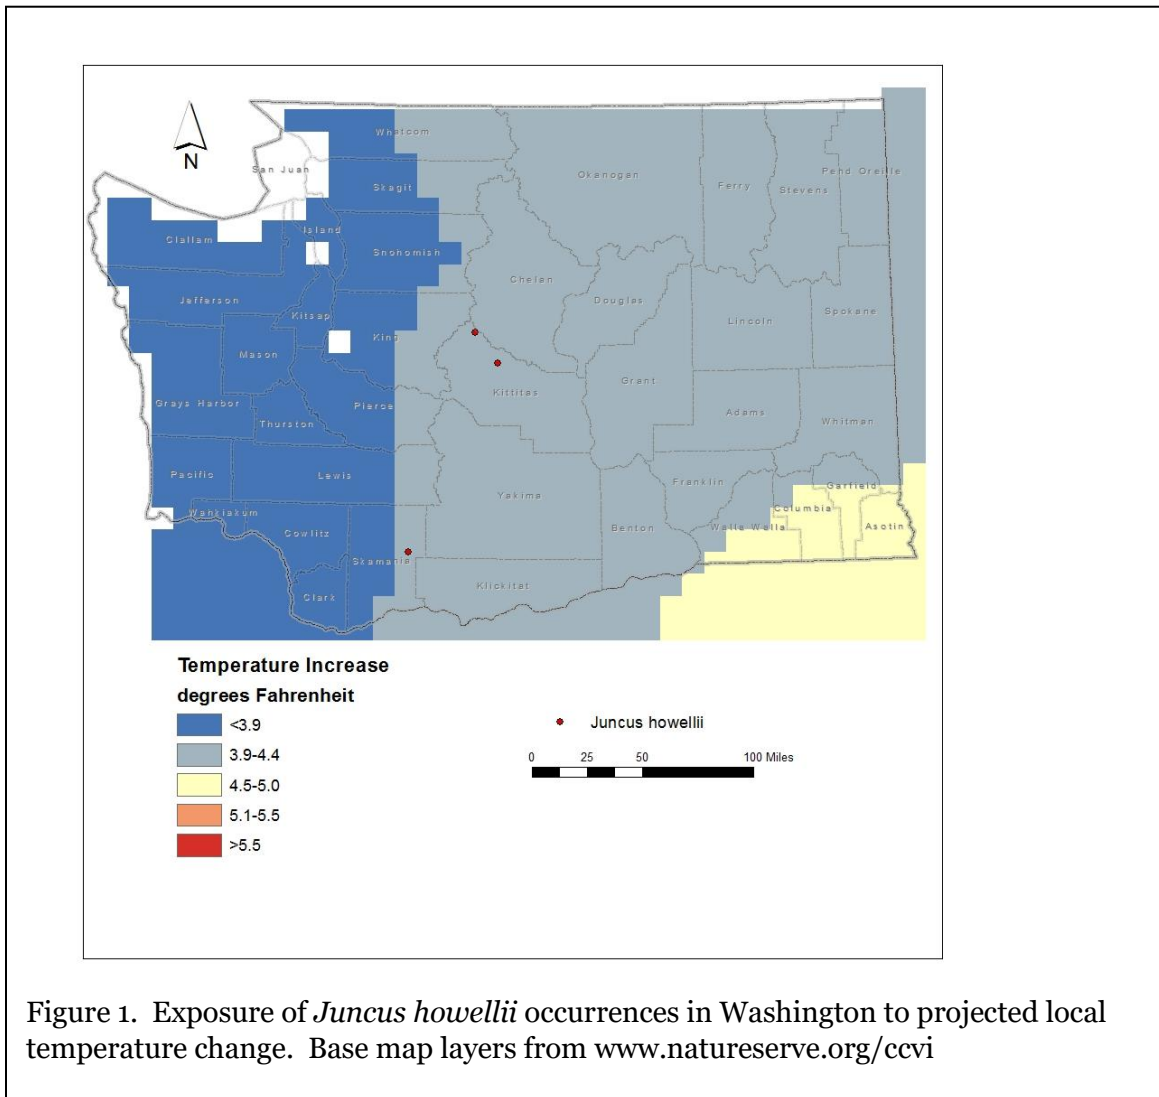 N
Whatcom
San Juan
Skagit
Okanogan
Ferry
Stevens
Pend Oreille
Clallam
Island
Snohomish
Chelan
Jefferson
Kitsap
King
Douglas
Lincoln
Spokane
Mason
Grays Harbor
Thurston
Pierce
Kittitas
Grant
Adams
Whitman
Pacific
Lewis
Yakima
Franklin
Garfield
Wahkiakum
Cowlitz
Benton
Walla Walla
Columbia
Asotin
Skamania
Clark
Klickitat
Temperature Increase
degrees Fahrenheit
<3.9
3.9-4.4
4.5-5.0
5.1-5.5
>5.5
Juncus howellii
0 25 50 100 Miles
Figure 1. Exposure of Juncus howellii occurrences in Washington to projected local
temperature change. Base map layers from www.natureserve.org/ccvi